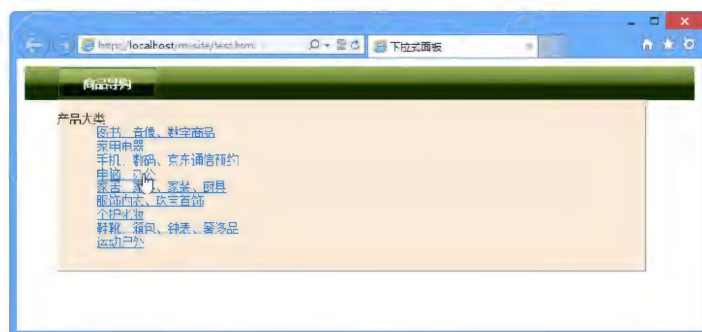 http://localhost/mysite/test.htm
下拉式面板
商品导购
产品大类
图书、音像、数字商品
家用电器
手机、数码、京东通信预约
电脑、办公
家居、家具、家装、厨具
服饰内衣、珠宝首饰
个护化妆
鞋靴、箱包、钟表、奢侈品
运动户外